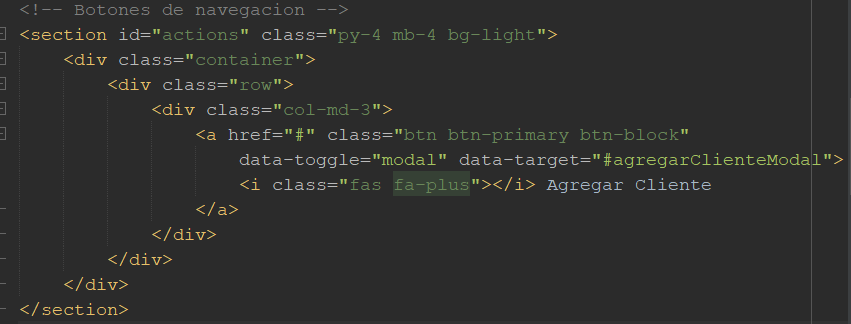 <!-- Botones de navegacion -->
<section id="actions" class="py-4 mb-4 bg-light">
<div class="container">
<div class="row">
<div class="col-md-3">
<a href="#" class="btn btn-primary btn-block"
data-toggle="modal" data-target="#agregarClienteModal">
<i class="fas fa-plus"></i> Agregar Cliente
</a>
</div>
</div>
</div>
</section>